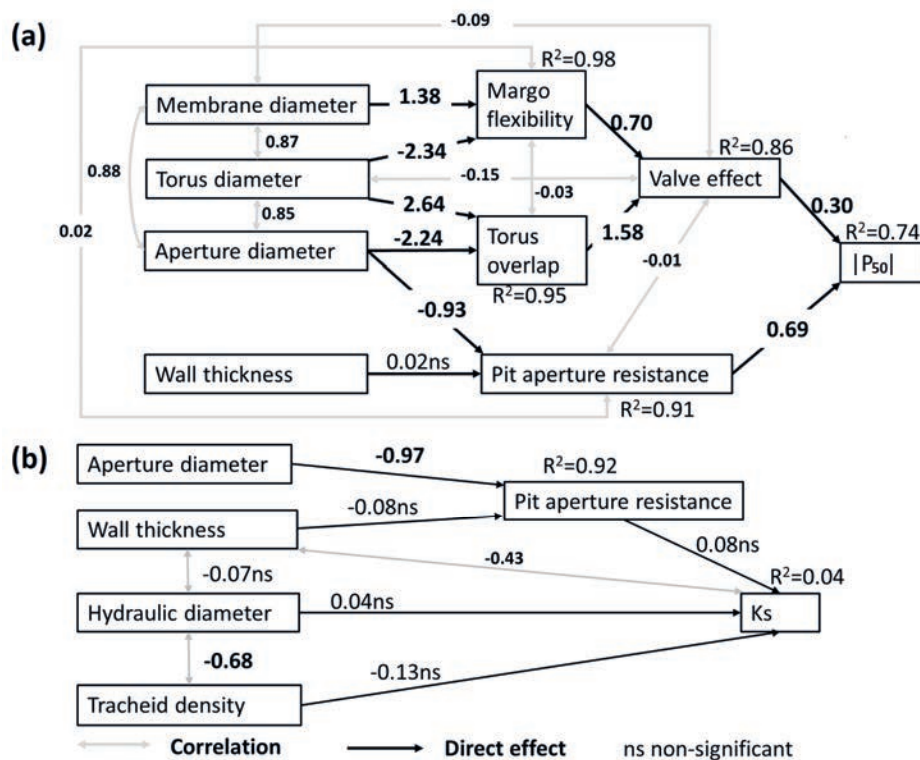 (a)
-0.09
R²=0.98
Membrane diameter
1.38
Margo
flexibility
0.70
0.87
-2.34
R²=0.86
0.88
Torus diameter
-0.15
Valve effect
-0.03
0.02
0.85
2.64
0.30
1.58
R²=0.74
Aperture diameter
-2.24
Torus
overlap
-0.01
|P₅₀|
R²=0.95
-0.93
0.69
Wall thickness
0.02ns
Pit aperture resistance
R²=0.91
(b)
Aperture diameter
-0.97
R²=0.92
Pit aperture resistance
Wall thickness
-0.08ns
-0.43
0.08ns
-0.07ns
R²=0.04
Hydraulic diameter
0.04ns
Ks
-0.68
-0.13ns
Tracheid density
Correlation
Direct effect
ns non-significant